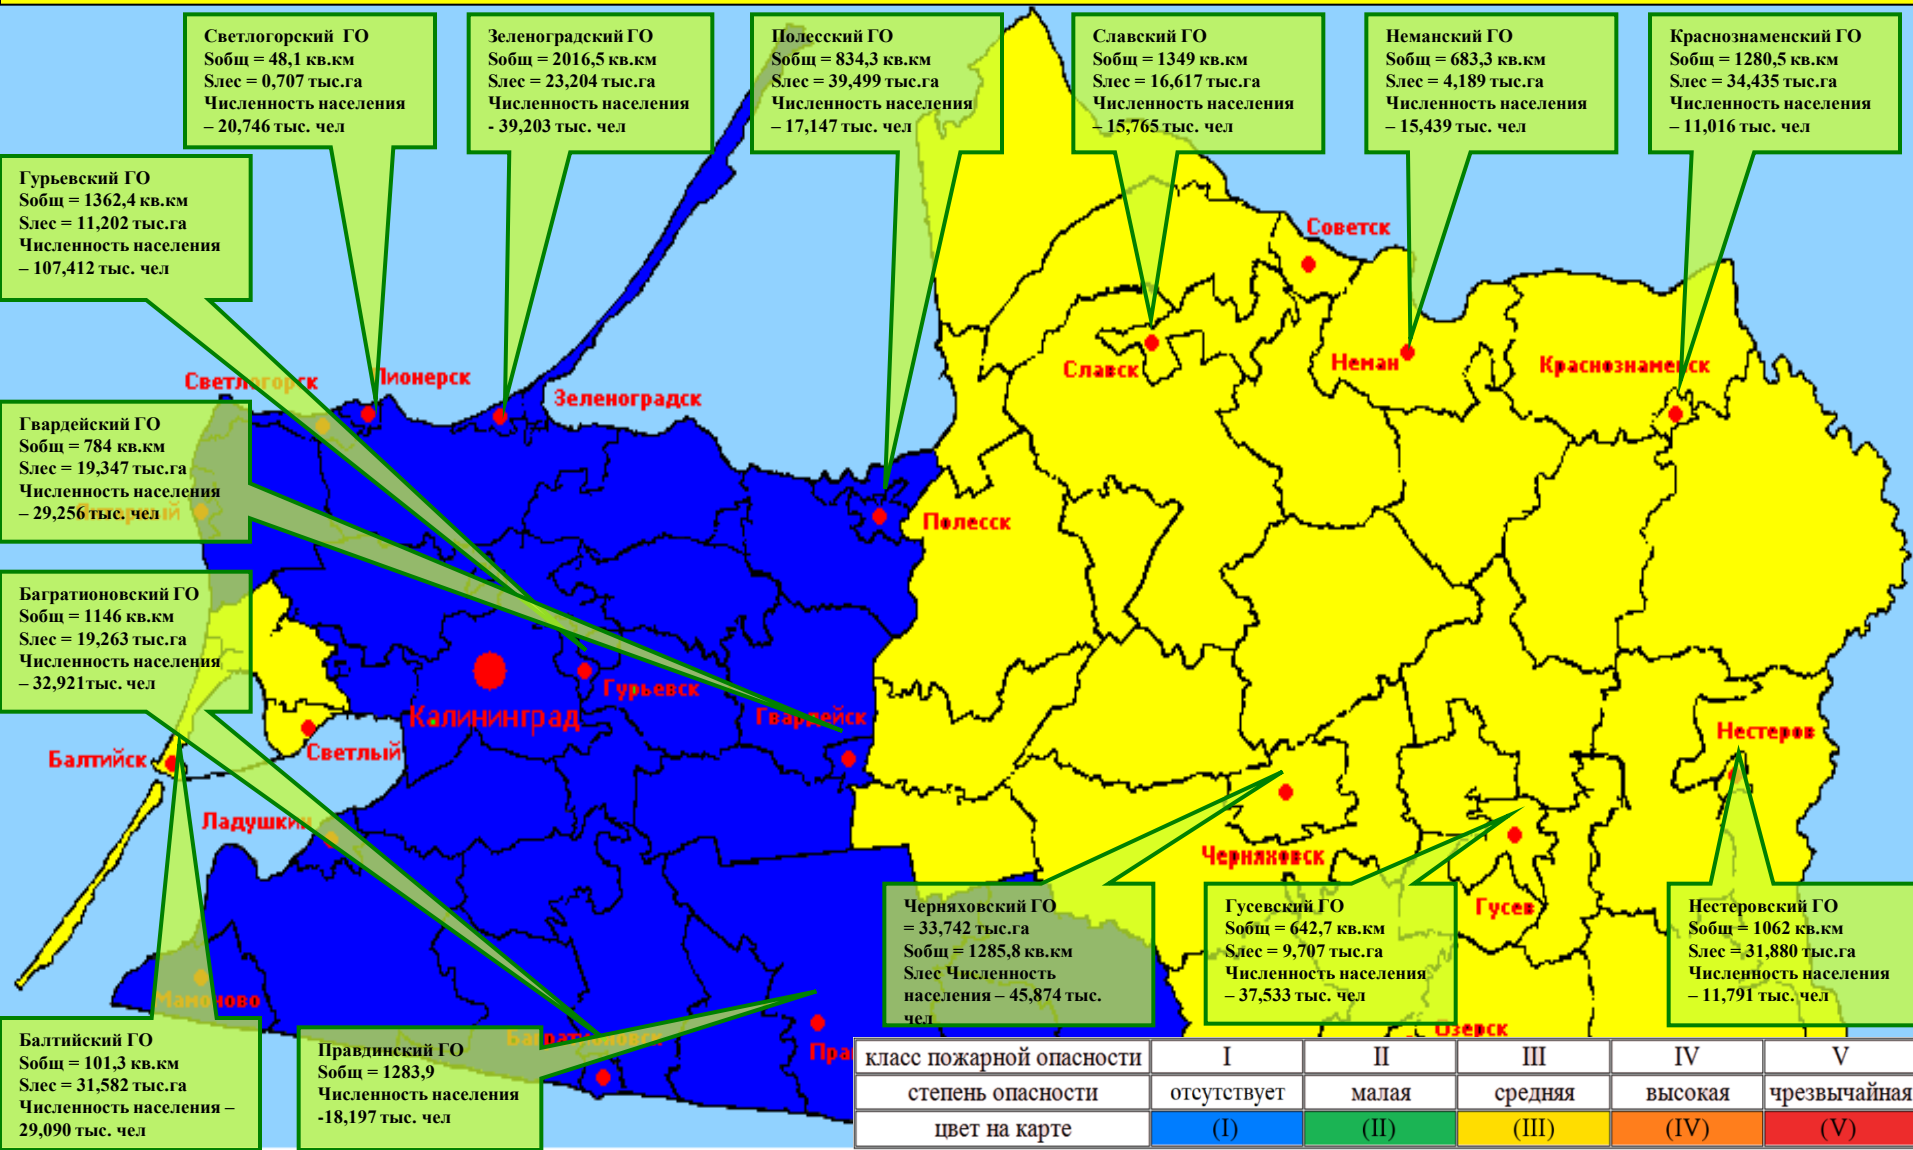 Светлогорский ГО
Sобщ = 48,1 кв.км
Sлес = 0,707 тыс.га
Численность населения
– 20,746 тыс. чел
Зеленоградский ГО
Sобщ = 2016,5 кв.км
Sлес = 23,204 тыс.га
Численность населения
- 39,203 тыс. чел
Полесский ГО
Sобщ = 834,3 кв.км
Sлес = 39,499 тыс.га
Численность населения
– 17,147 тыс. чел
Славский ГО
Sобщ = 1349 кв.км
Sлес = 16,617 тыс.га
Численность населения
– 15,765 тыс. чел
Неманский ГО
Sобщ = 683,3 кв.км
Sлес = 4,189 тыс.га
Численность населения
– 15,439 тыс. чел
Краснознаменский ГО
Sобщ = 1280,5 кв.км
Sлес = 34,435 тыс.га
Численность населения
– 11,016 тыс. чел
Гурьевский ГО
Sобщ = 1362,4 кв.км
Sлес = 11,202 тыс.га
Численность населения
– 107,412 тыс. чел
Советск
Светлогорск
Пионерск
Зеленоградск
Славск
Неман
Краснознаменск
Гвардейский ГО
Sобщ = 784 кв.км
Sлес = 19,347 тыс.га
Численность населения
– 29,256 тыс. чел
Янтарный
Полесск
Багратионовский ГО
Sобщ = 1146 кв.км
Sлес = 19,263 тыс.га
Численность населения
– 32,921тыс. чел
Гурьевск
Калининград
Гвардейск
Нестеров
Балтийск
Светлый
Ладушкин
Черняховск
Гусев
Черняховский ГО
= 33,742 тыс.га
Sобщ = 1285,8 кв.км
Sлес Численность
населения – 45,874 тыс.
чел
Гусевский ГО
Sобщ = 642,7 кв.км
Sлес = 9,707 тыс.га
Численность населения
– 37,533 тыс. чел
Нестеровский ГО
Sобщ = 1062 кв.км
Sлес = 31,880 тыс.га
Численность населения
– 11,791 тыс. чел
Мамоново
Озерск
Багратионовск
Пра
Балтийский ГО
Sобщ = 101,3 кв.км
Sлес = 31,582 тыс.га
Численность населения –
29,090 тыс. чел
Правдинский ГО
Sобщ = 1283,9
Численность населения
-18,197 тыс. чел
класс пожарной опасности I II III IV V
степень опасности отсутствует малая средняя высокая чрезвычайная
цвет на карте (I) (II) (III) (IV) (V)